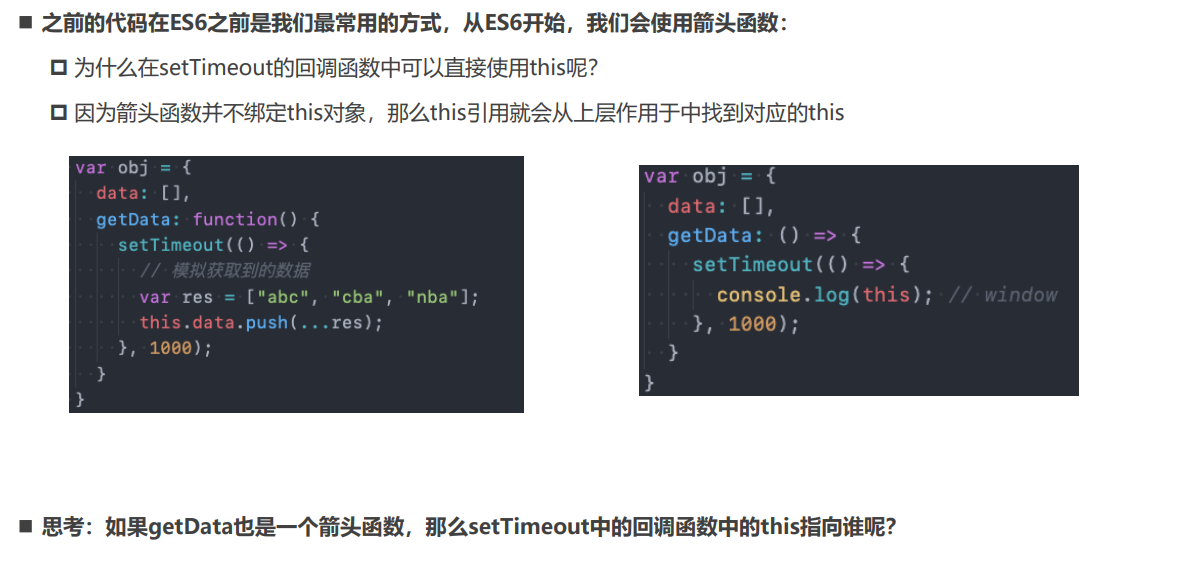 之前的代码在ES6之前是我们最常用的方式，从ES6开始，我们会使用箭头函数：
为什么在setTimeout的回调函数中可以直接使用this呢？
因为箭头函数并不绑定this对象，那么this引用就会从上层作用于中找到对应的this
var obj = {
  data: [],
  getData: function() {
    setTimeout(() => {
      // 模拟获取到的数据
      var res = ["abc", "cba", "nba"];
      this.data.push(...res);
    }, 1000);
  }
}
var obj = {
  data: [],
  getData: () => {
    setTimeout(() => {
      console.log(this); // window
    }, 1000);
  }
}
思考：如果getData也是一个箭头函数，那么setTimeout中的回调函数中的this指向谁呢？